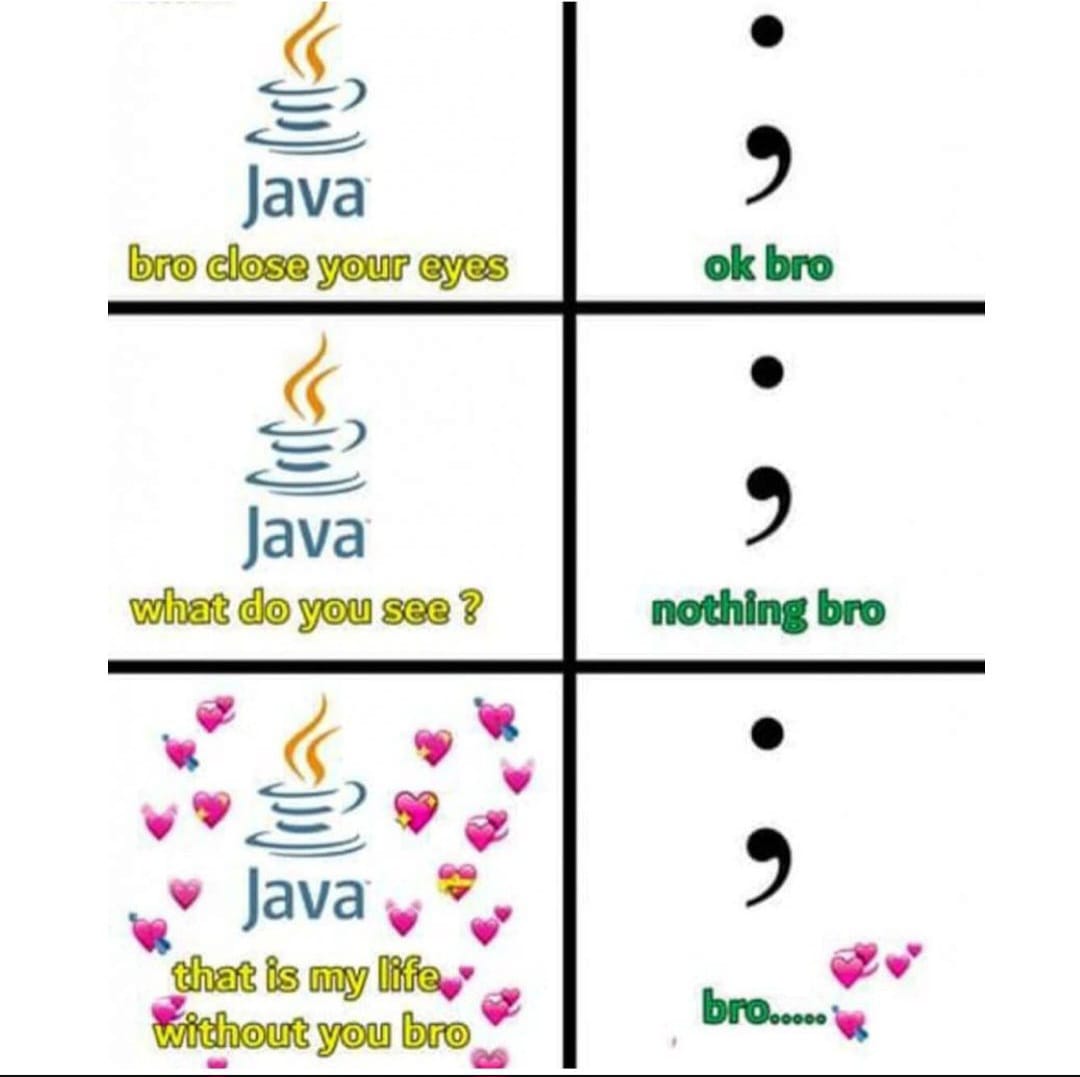 Java
bro close your eyes
;
ok bro
Java
what do you see ?
;
nothing bro
Java
that is my life
without you bro
;
bro.....